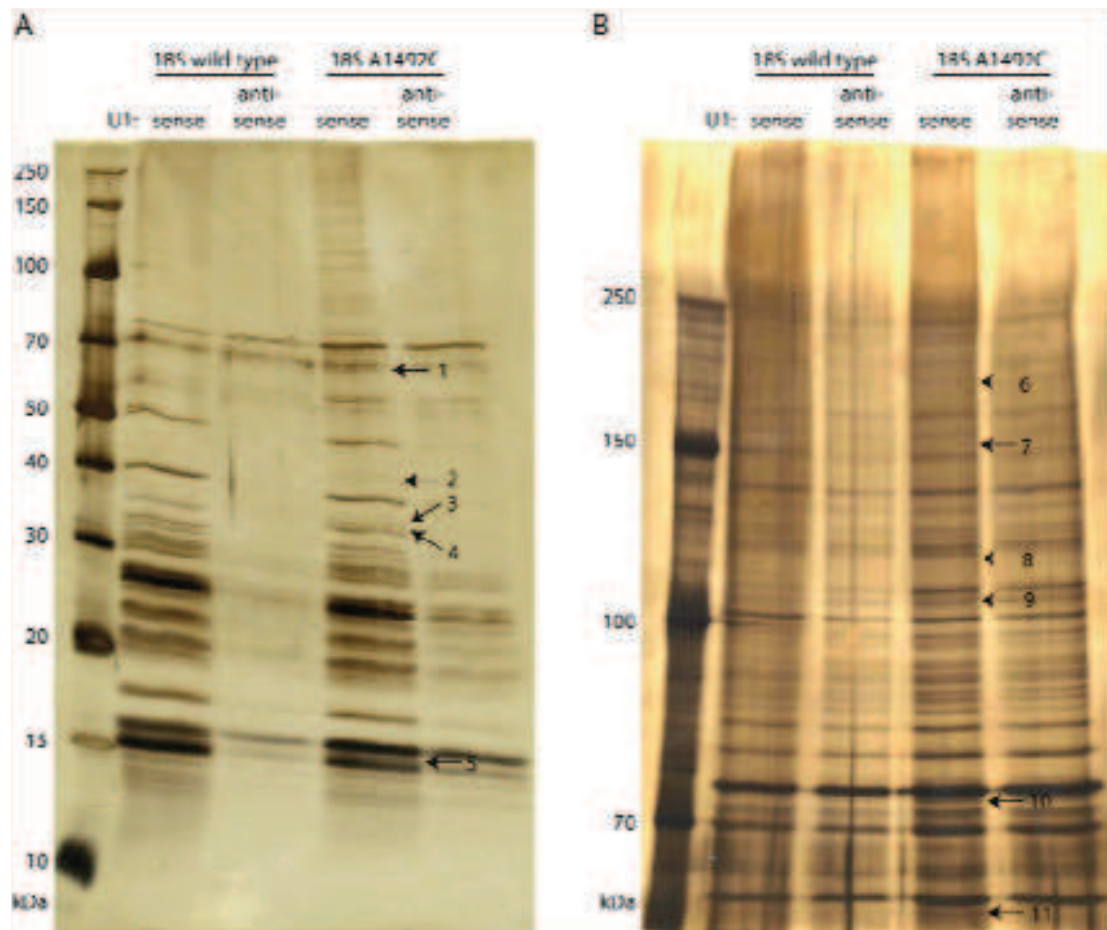 A
18S wild type 18S A1492C
anti- anti-
U1: sense sense sense sense
250
150
100
70
1
50
40
2
3
30
4
20
15
5
10
kDa
B
18S wild type 18S A1492C
anti- anti-
U1: sense sense sense sense
250
6
150
7
8
9
100
10
70
kDa
11